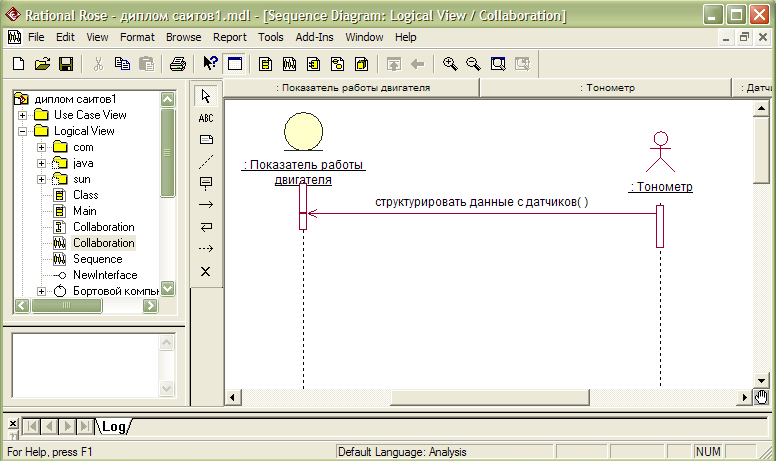 Rational Rose - диплом саитов1.mdl - [Sequence Diagram: Logical View / Collaboration]
File Edit View Format Browse Report Tools Add-Ins Window Help
диплом саитов1
Use Case View
Logical View
com
java
sun
Class
Main
Collaboration
Collaboration
Sequence
NewInterface
Бортовой компь
ABC
: Показатель работы двигателя
: Тонометр
: Датч
: Показатель работы
двигателя
: Тонометр
структурировать данные с датчиков( )
Log
For Help, press F1
Default Language: Analysis
NUM